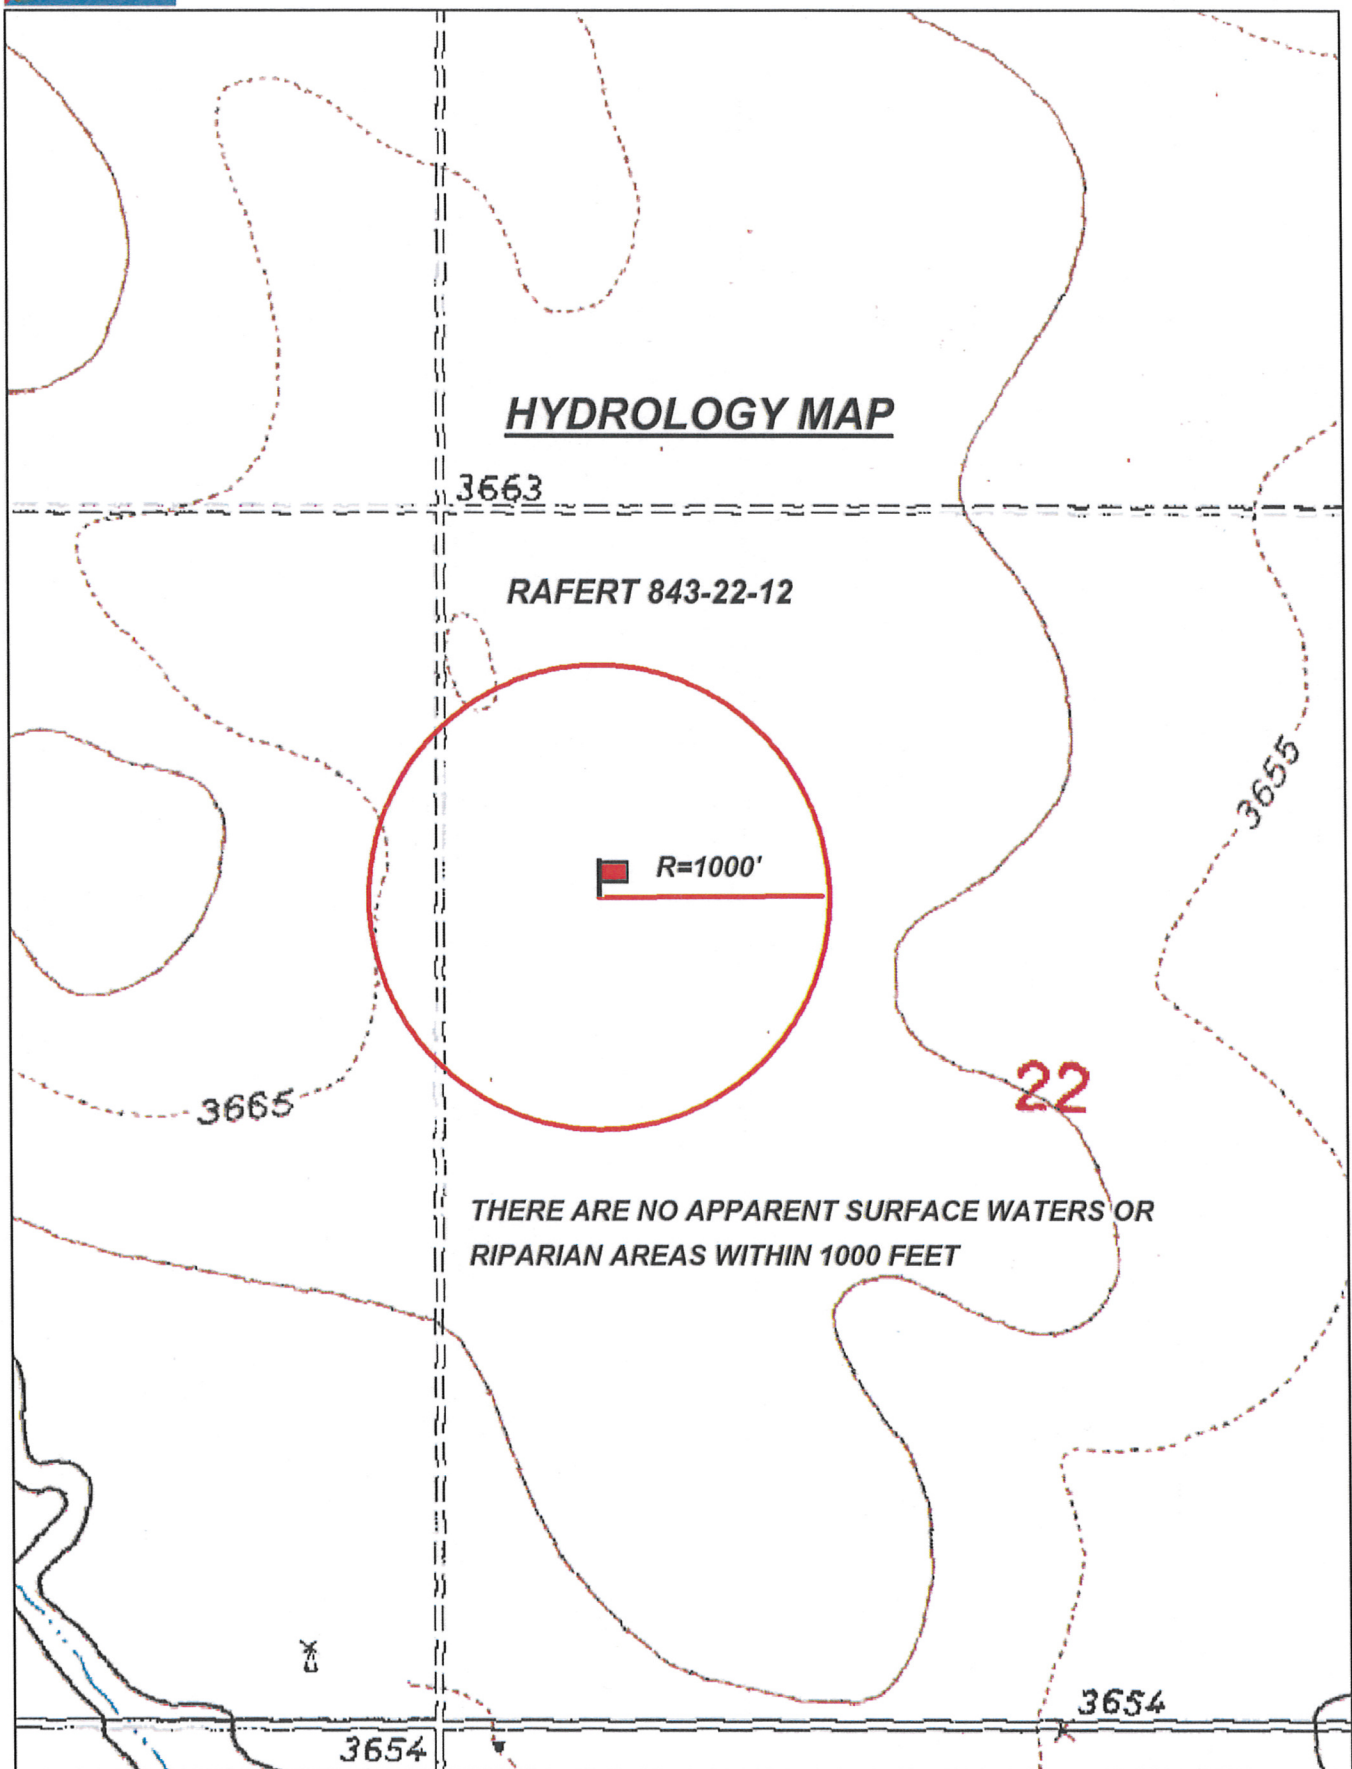 HYDROLOGY MAP
3663
RAFERT 843-22-12
3655
R=1000'
22
3665
THERE ARE NO APPARENT SURFACE WATERS OR
RIPARIAN AREAS WITHIN 1000 FEET
3654
3654